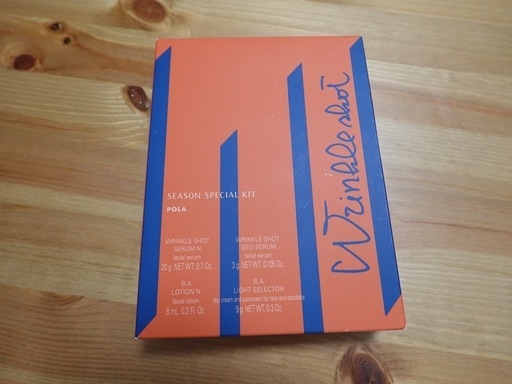 Wrinkle shot
SEASON SPECIAL KIT
POLA
WRINKLE SHOT
SERUM N
facial serum
20 g NET WT. 0.7 Oz.
WRINKLE SHOT
GEO SERUM
facial serum
3 g NET WT. 0.105 Oz.
B.A
LOTION N
facial lotion
8 mL 0.2 Fl. Oz.
B.A
LIGHT SELECTOR
day cream and sunscreen for face and décolleté
9 g NET WT. 0.3 Oz.